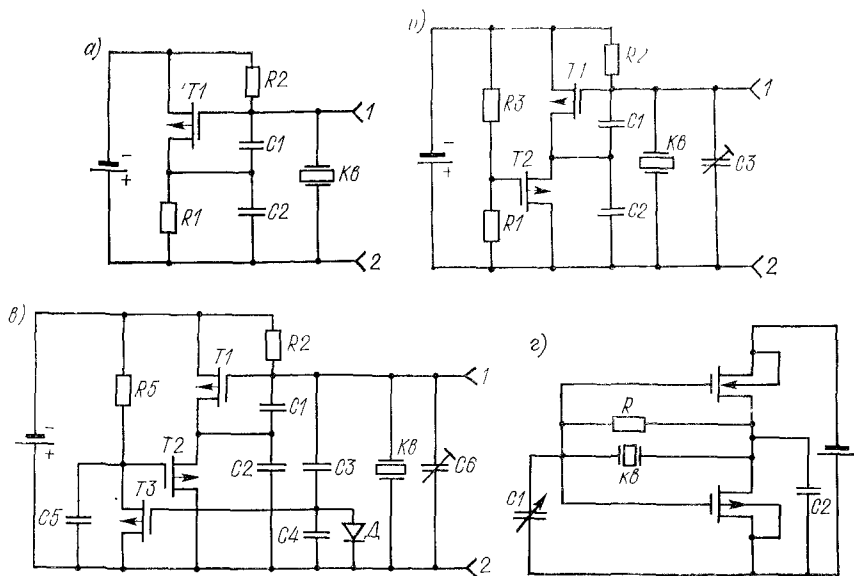 а)
R2
'T1
1
C1
Кв
-
+
R1
C2
2
R2
T1
R3
1
C1
T2
Кв
C3
-
+
R1
C2
2
в)
R2
T1
1
R5
C1
T2
C2
C3
Кв
C6
-
+
T3
C5
C4
Д
2
г)
R
кв
C1
C2